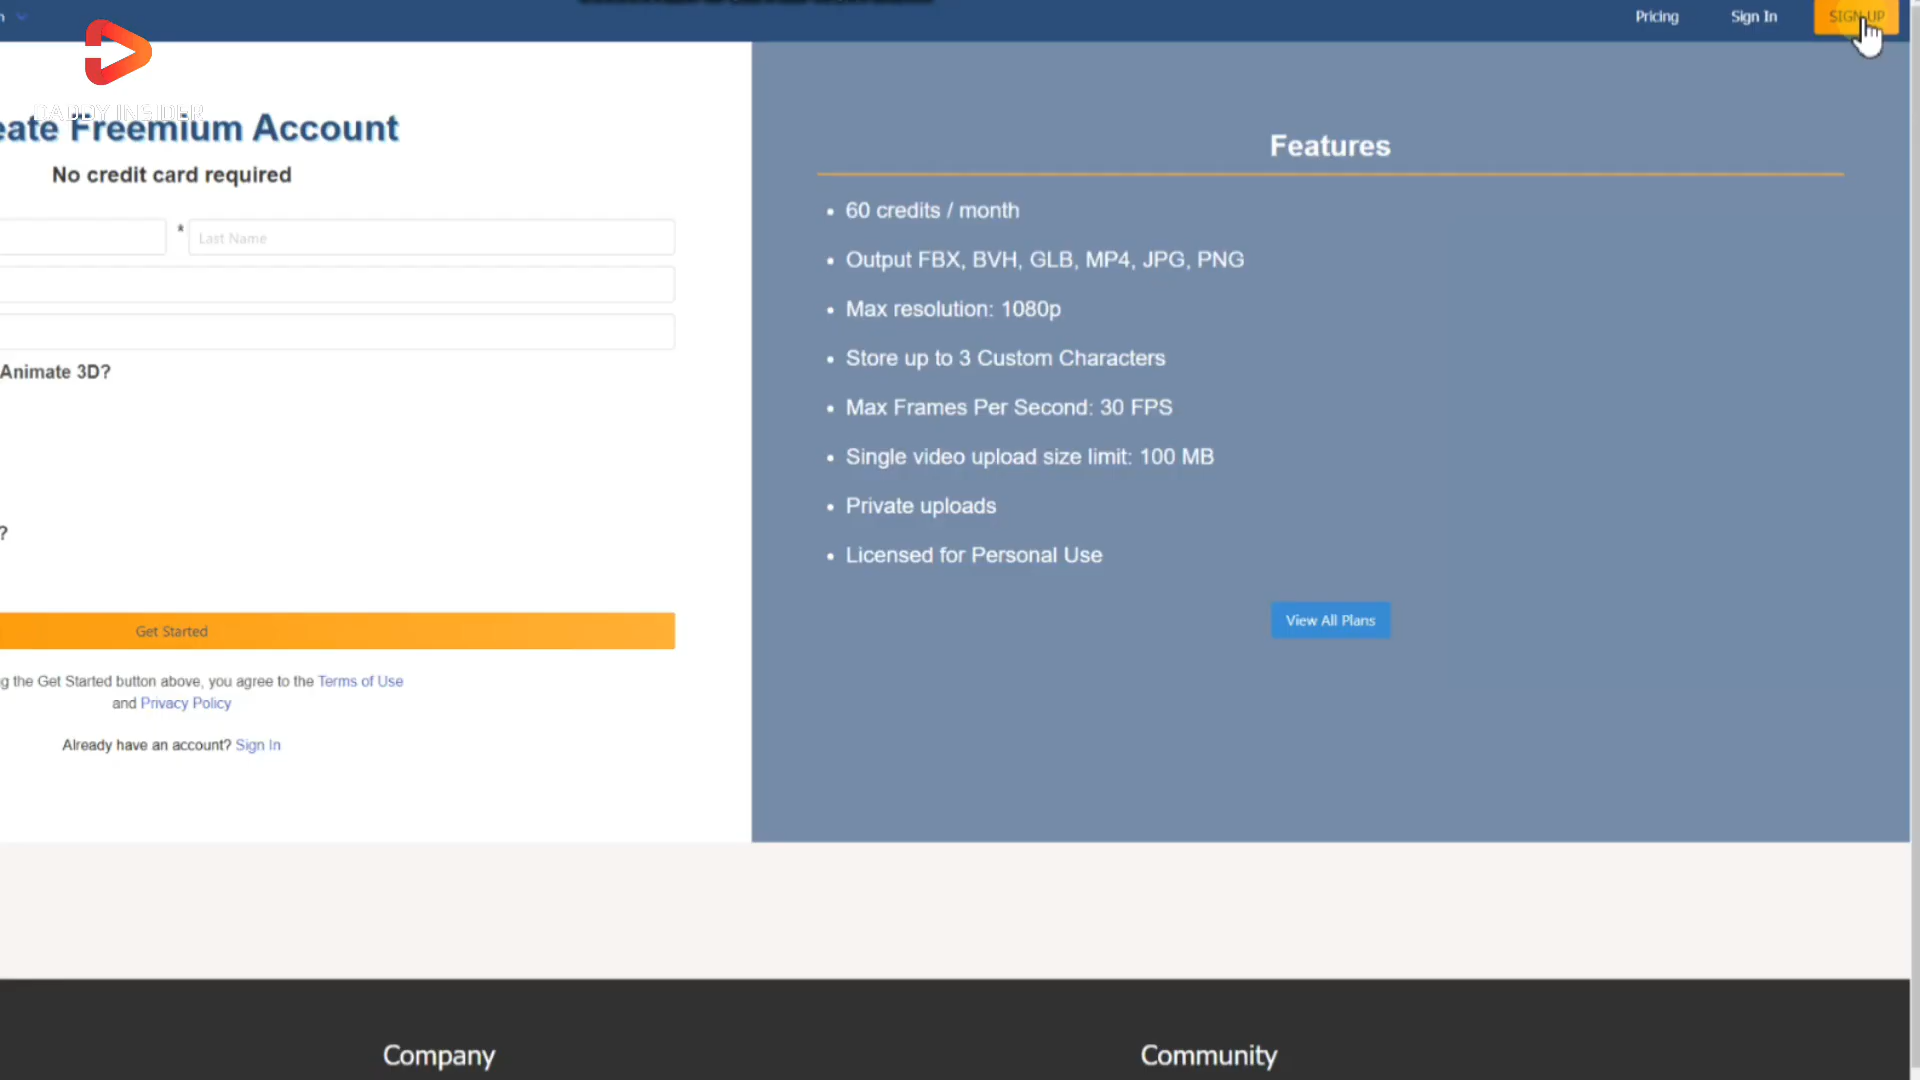 Pricing
Sign In
SIGN UP
DADDY INSIDER
eate Freemium Account
No credit card required
* Last Name
Animate 3D?
?
Get Started
g the Get Started button above, you agree to the Terms of Use
and Privacy Policy
Already have an account? Sign In
Features
• 60 credits / month
• Output FBX, BVH, GLB, MP4, JPG, PNG
• Max resolution: 1080p
• Store up to 3 Custom Characters
• Max Frames Per Second: 30 FPS
• Single video upload size limit: 100 MB
• Private uploads
• Licensed for Personal Use
View All Plans
Company
Community